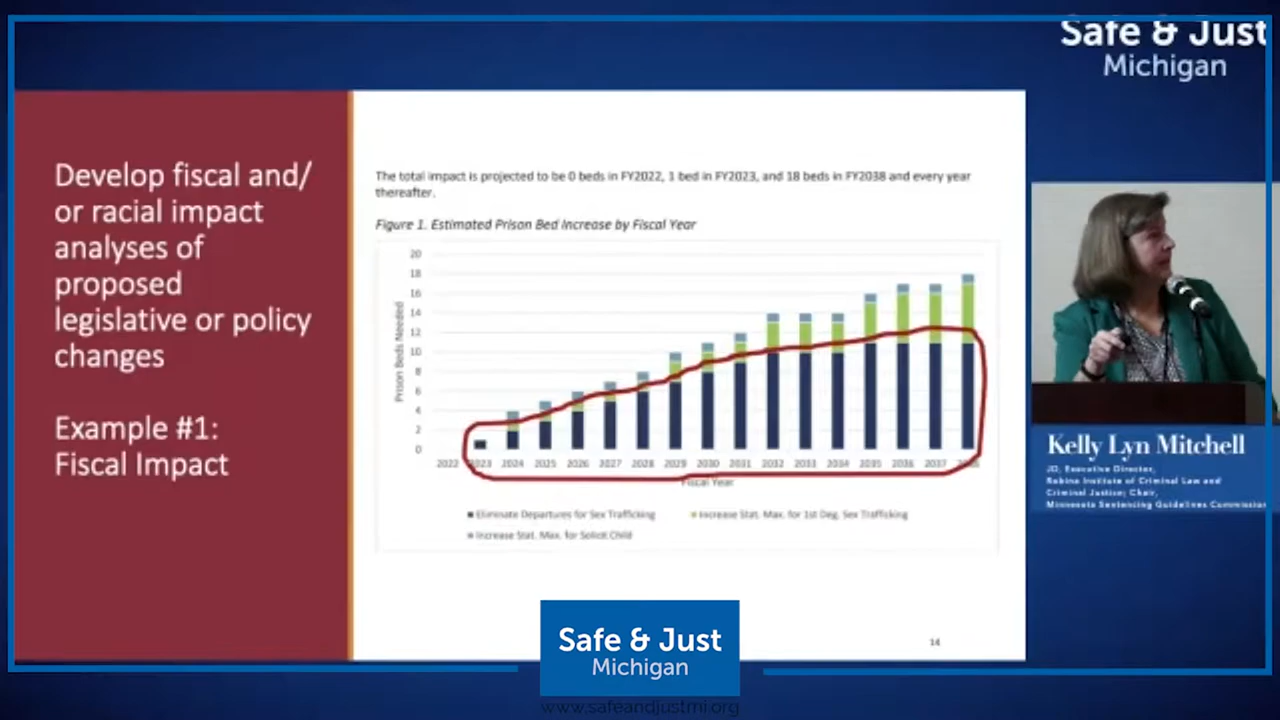 Safe & Just
Michigan
Develop fiscal and/
or racial impact
analyses of
proposed
legislative or policy
changes
Example #1:
Fiscal Impact
The total impact is projected to be 0 beds in FY2022, 1 bed in FY2023, and 18 beds in FY2038 and every year
thereafter.
Figure 1. Estimated Prison Bed Increase by Fiscal Year
Prison Beds Needed
20
18
16
14
12
10
8
6
4
2
0
2022 2023 2024 2025 2026 2027 2028 2029 2030 2031 2032 2033 2034 2035 2036 2037 2038
Fiscal Year
Eliminate Departures for Sex Trafficking
Increase Stat. Max. for 1st Deg. Sex Trafficking
Increase Stat. Max. for Solicit Child
14
Kelly Lyn Mitchell
JD, Executive Director,
Robina Institute of Criminal Law and
Criminal Justice; Chair,
Minnesota Sentencing Guidelines Commission
Safe & Just
Michigan
www.safeandjustmi.org